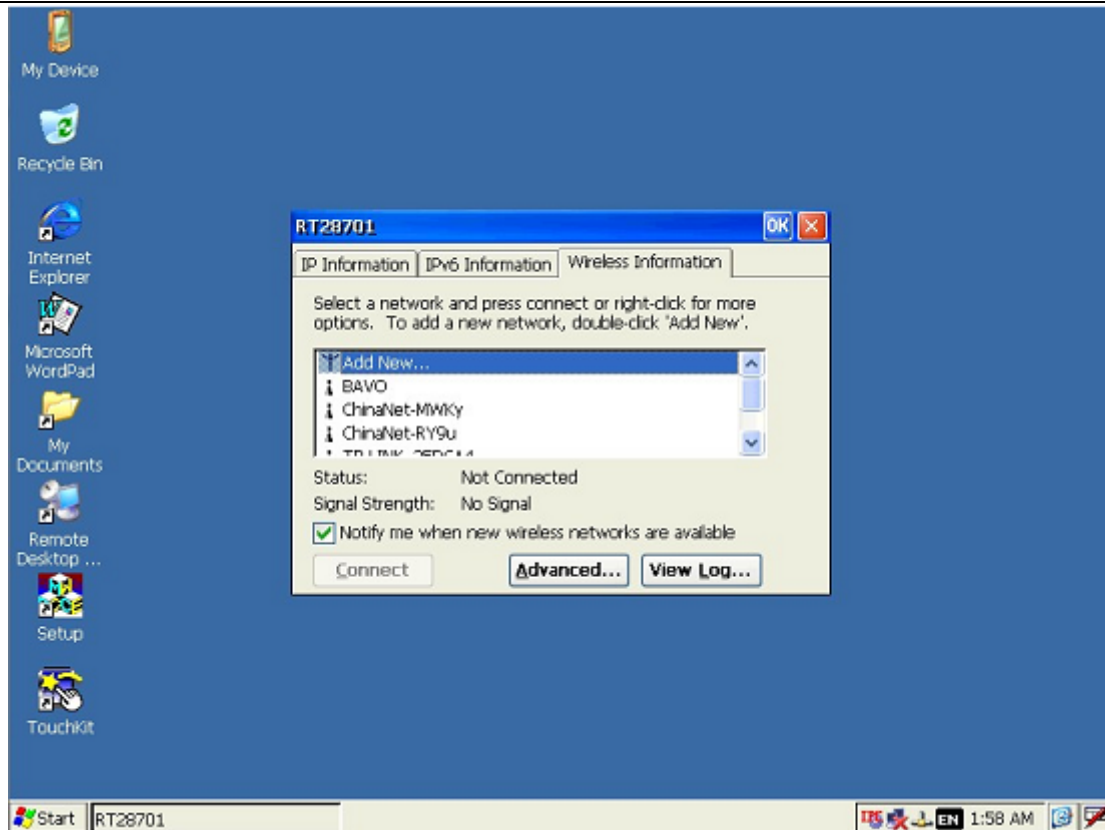 My Device
Recycle Bin
Internet
Explorer
Microsoft
WordPad
My
Documents
Remote
Desktop ...
Setup
TouchKit
RT28701
OK
IP Information
IPv6 Information
Wireless Information
Select a network and press connect or right-click for more
options. To add a new network, double-click 'Add New'.
Add New...
BAVO
ChinaNet-MWKy
ChinaNet-RY9u
Status: Not Connected
Signal Strength: No Signal
Notify me when new wireless networks are available
Connect
Advanced...
View Log...
Start
RT28701
EN
1:58 AM